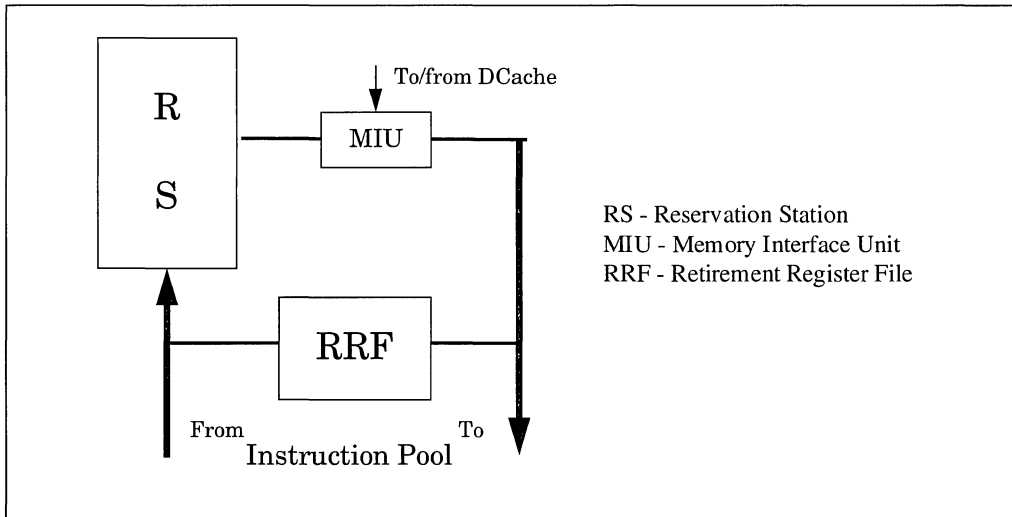 R
S
To/from DCache
MIU
RS - Reservation Station
MIU - Memory Interface Unit
RRF - Retirement Register File
RRF
From
To
Instruction Pool